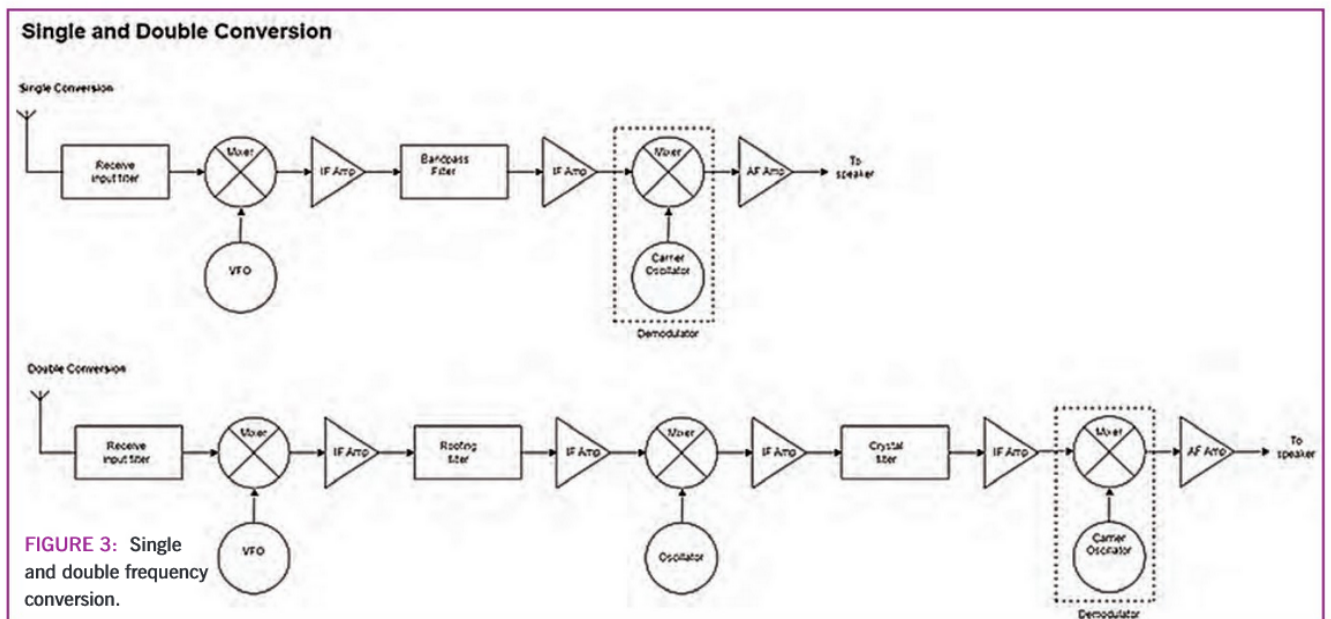 Single and Double Conversion
Single Conversion
Receive
input filter
Mixer
VFO
IF Amp
Bandpass
Filter
IF Amp
Mixer
Carrier
Oscillator
Demodulator
AF Amp
To
speaker
Double Conversion
Receive
input filter
Mixer
VFO
IF Amp
Roofing
filter
IF Amp
Mixer
Oscillator
IF Amp
Crystal
filter
IF Amp
Mixer
Carrier
Oscillator
Demodulator
AF Amp
To
speaker
FIGURE 3: Single
and double frequency
conversion.